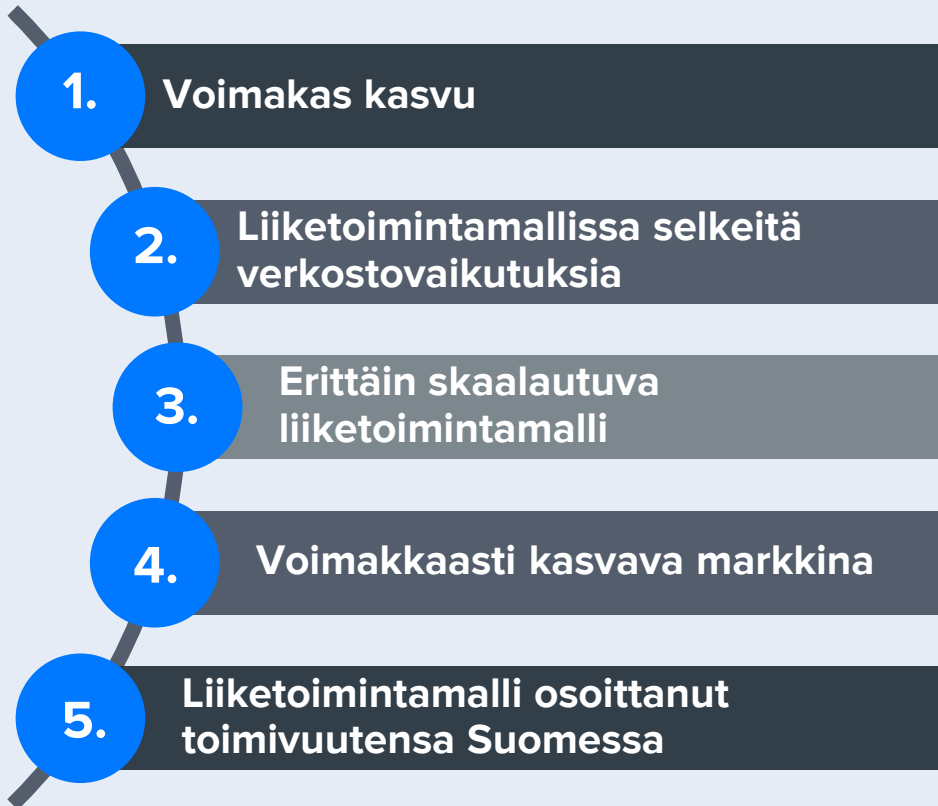 1. Voimakas kasvu
2. Liiketoimintamallissa selkeitä
verkostovaikutuksia
3. Erittäin skaalautuva
liiketoimintamalli
4. Voimakkaasti kasvava markkina
5. Liiketoimintamalli osoittanut
toimivuutensa Suomessa